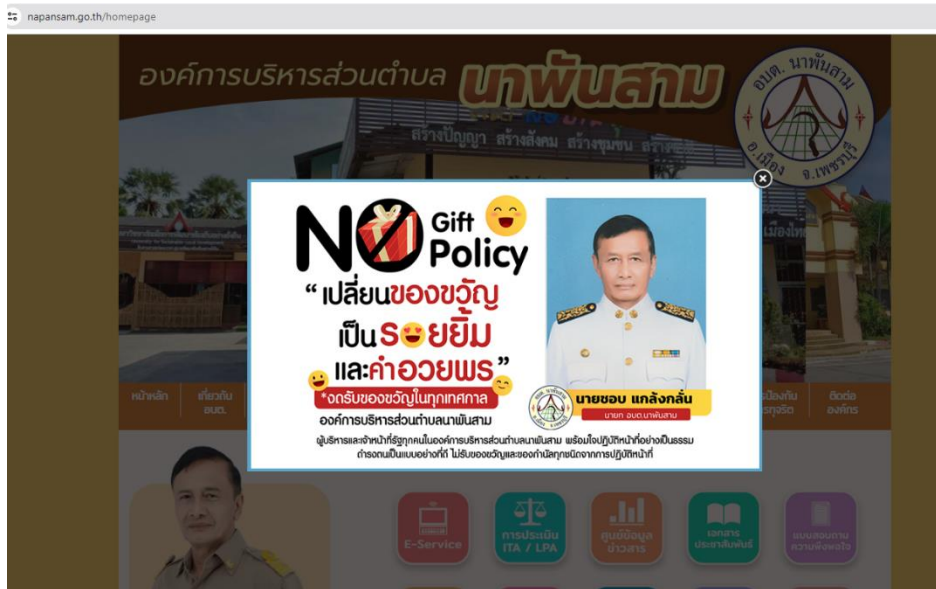 napansam.go.th/homepage
องค์การบริหารส่วนตำบล นาพันสาม
อบต. นาพันสาม
อ.เมือง จ.เพชรบุรี
สร้างปัญญา สร้างสังคม สร้างชุมชน
NO Gift Policy
“ เปลี่ยนของขวัญ
เป็น รอยยิ้ม
และคำอวยพร”
*งดรับของขวัญในทุกเทศกาล
องค์การบริหารส่วนตำบลนาพันสาม
นายชอบ แกล้งกลั่น
นายก อบต.นาพันสาม
ผู้บริหารและเจ้าหน้าที่รัฐทุกคนในองค์การบริหารส่วนตำบลนาพันสาม พร้อมใจปฏิบัติหน้าที่อย่างเป็นธรรม
ดำรงตนเป็นแบบอย่างที่ดี ไม่รับของขวัญและของกำนัลทุกชนิดจากการปฏิบัติหน้าที่
หน้าหลัก
เกี่ยวกับ
อบต.
ติดต่อ
องค์กร
E-Service
การประเมิน
ITA / LPA
ศูนย์ข้อมูล
ข่าวสาร
เอกสาร
ประชาสัมพันธ์
แบบสอบถาม
ความพึงพอใจ